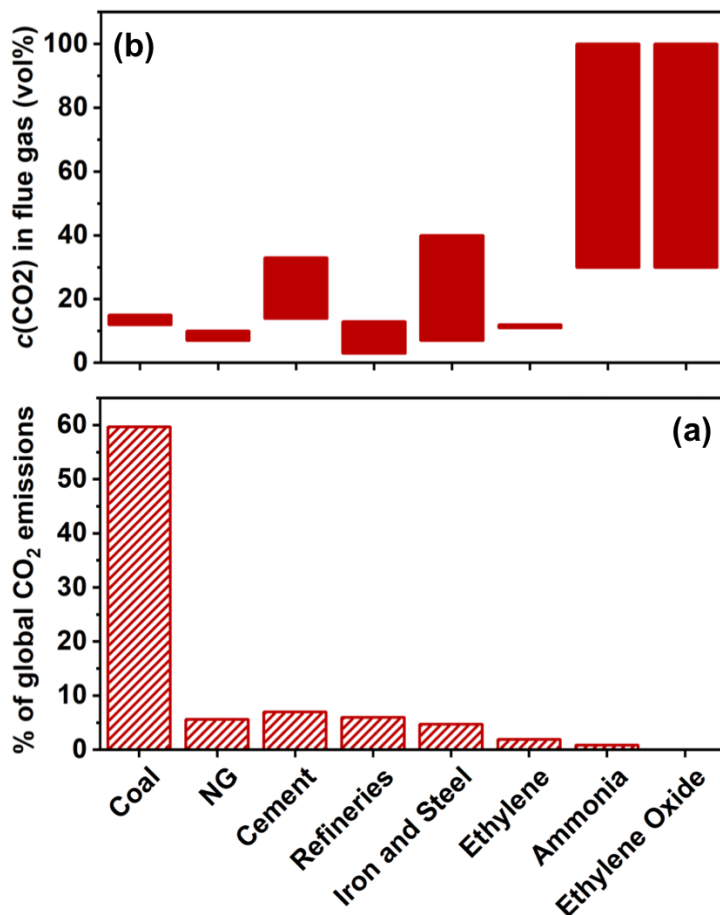 (b)
c(CO2) in flue gas (vol%)
100
80
60
40
20
0
(a)
% of global CO₂ emissions
60
50
40
30
20
10
0
Coal
NG
Cement
Refineries
Iron and Steel
Ethylene
Ammonia
Ethylene Oxide